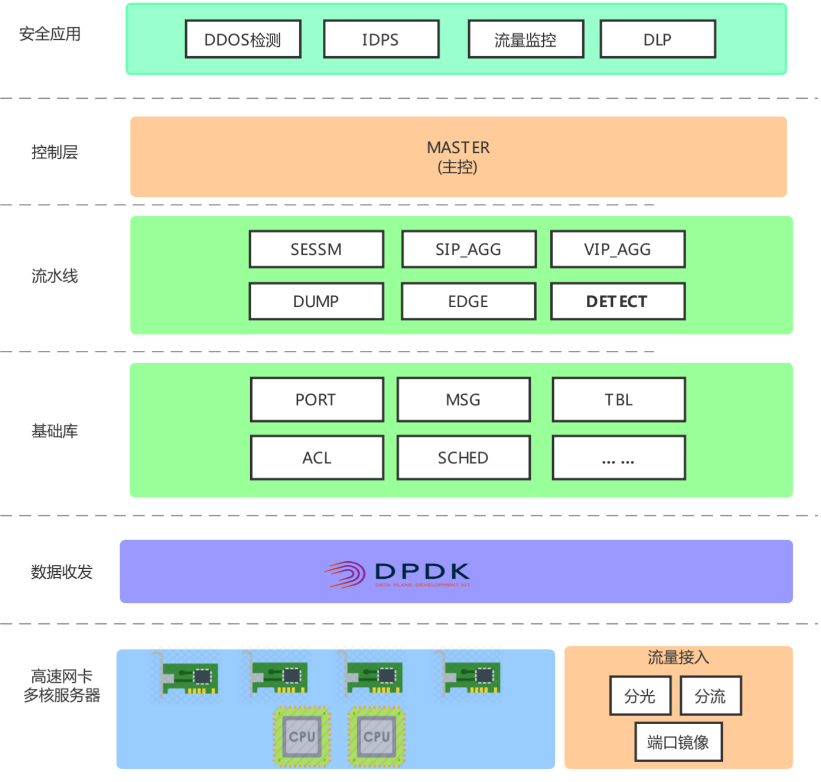 安全应用
DDOS检测
IDPS
流量监控
DLP
控制层
MASTER
(主控)
流水线
SESSM
SIP_AGG
VIP_AGG
DUMP
EDGE
DETECT
基础库
PORT
MSG
TBL
ACL
SCHED
... ...
数据收发
DPDK
DATA PLANE DEVELOPMENT KIT
高速网卡
多核服务器
CPU
CPU
流量接入
分光
分流
端口镜像